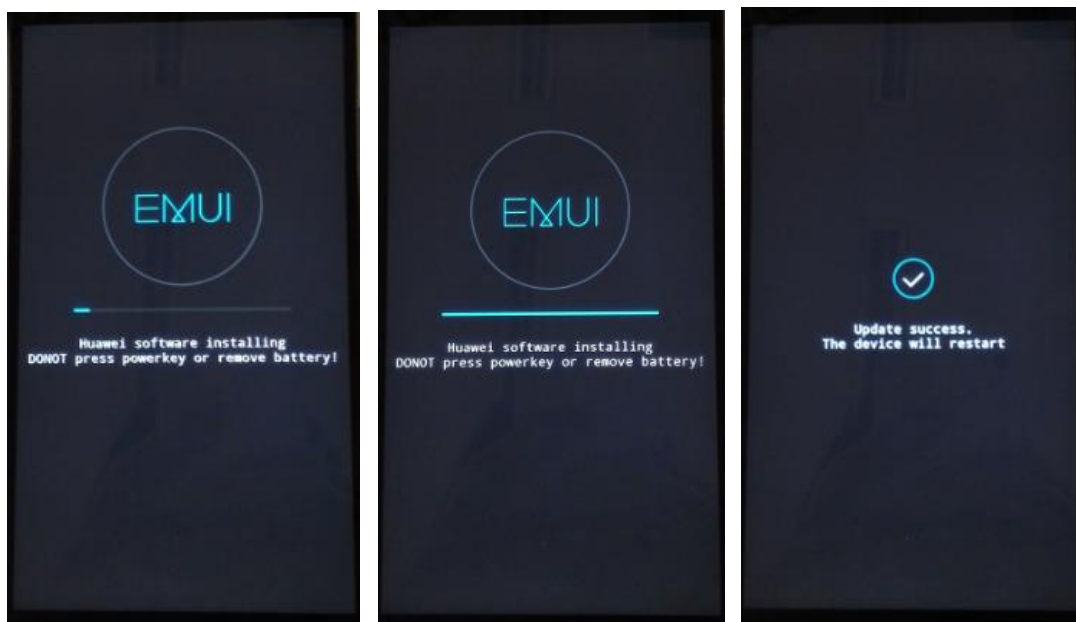 EMUI
Huawei software installing
DONOT press powerkey or remove battery!
EMUI
Huawei software installing
DONOT press powerkey or remove battery!
Update success.
The device will restart